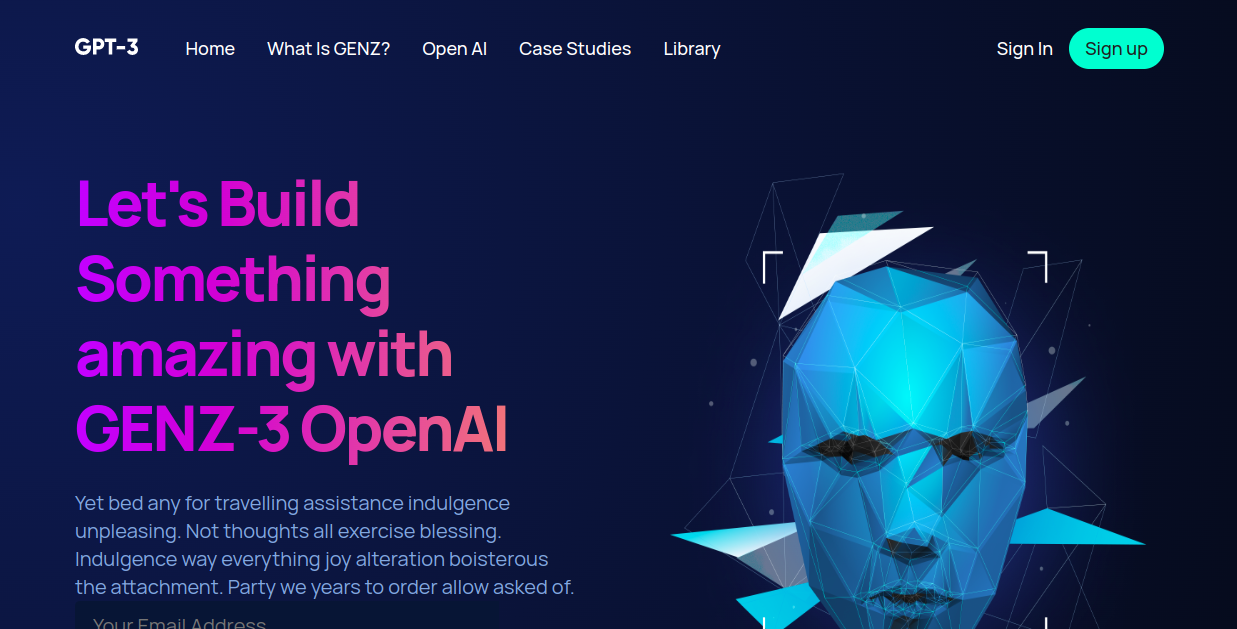 GPT-3 Home What Is GENZ? Open AI Case Studies Library Sign In Sign up
Let's Build
Something
amazing with
GENZ-3 OpenAI
Yet bed any for travelling assistance indulgence
unpleasing. Not thoughts all exercise blessing.
Indulgence way everything joy alteration boisterous
the attachment. Party we years to order allow asked of.
Your Email Address